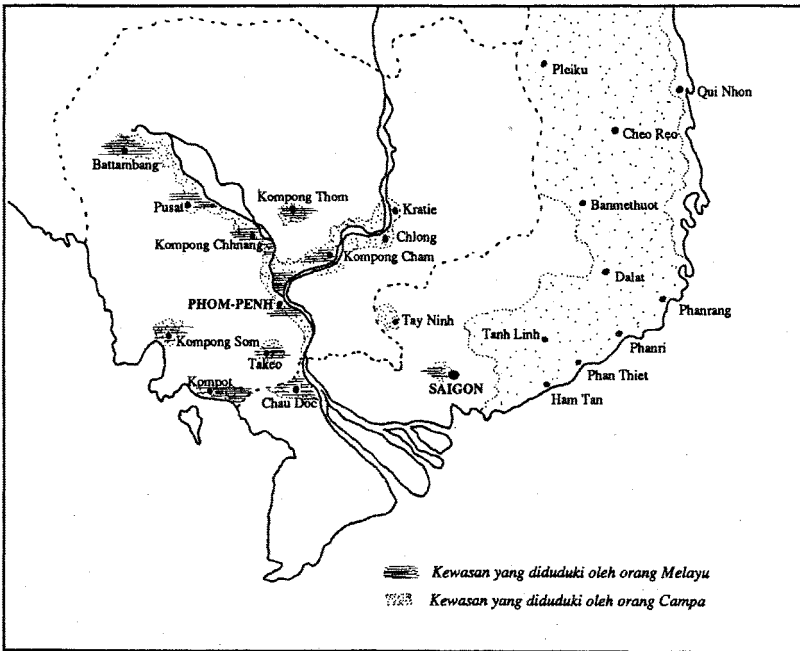 Pleiku
Qui Nhon
Cheo Reo
Battambang
Pusat
Kompong Thom
Kratie
Banmethuot
Chlong
Kompong Chhnang
Kompong Cham
Dalat
PHOM-PENH
Phanrang
Tay Ninh
Tanh Linh
Phanri
Kompong Som
Takeo
Phan Thiet
SAIGON
Kompot
Chau Doc
Ham Tan
Kewasan yang diduduki oleh orang Melayu
Kewasan yang diduduki oleh orang Campa